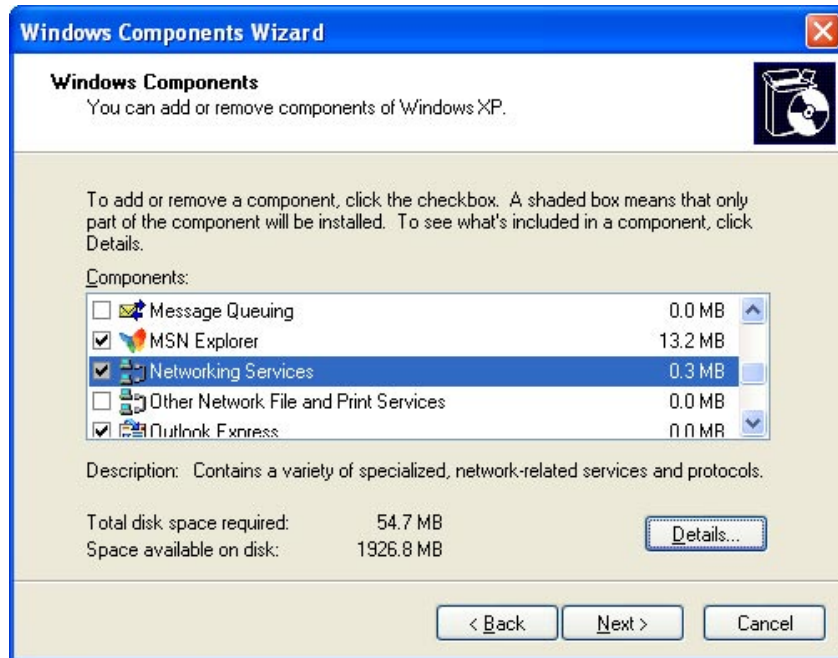 Windows Components Wizard
Windows Components
You can add or remove components of Windows XP.
To add or remove a component, click the checkbox. A shaded box means that only
part of the component will be installed. To see what's included in a component, click
Details.
Components:
Message Queuing 0.0 MB
MSN Explorer 13.2 MB
Networking Services 0.3 MB
Other Network File and Print Services 0.0 MB
Outlook Express 0.0 MB
Description: Contains a variety of specialized, network-related services and protocols.
Total disk space required: 54.7 MB
Space available on disk: 1926.8 MB
Details...
< Back Next > Cancel